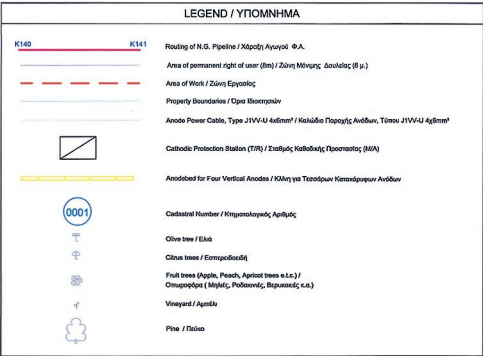 LEGEND / ΥΠΟΜΝΗΜΑ
K140 K141 Routing of N.G. Pipeline / Χάραξη Αγωγού Φ.Α.
Area of permanent right of user (8m) / Ζώνη Μόνιμης Δουλείας (8 μ.)
Area of Work / Ζώνη Εργασίας
Property Boundaries / Όρια Ιδιοκτησιών
Anode Power Cable, Type J1VV-U 4x6mm² / Καλώδιο Παροχής Ανόδων, Τύπου J1VV-U 4χ6mm²
Cathodic Protection Station (T/R) / Σταθμός Καθοδικής Προστασίας (Μ/Α)
Anodebed for Four Vertical Anodes / Κλίνη για Τεσσάρων Κατακόρυφων Ανόδων
0001 Cadastral Number / Κτηματολογικός Αριθμός
Olive tree / Ελιά
Citrus trees / Εσπεριδοειδή
Fruit trees (Apple, Peach, Apricot trees e.t.c.) /
Οπωροφόρα ( Μηλιές, Ροδακινιές, Βερυκοκιές κ.α.)
Vineyard / Αμπέλι
Pine / Πεύκο